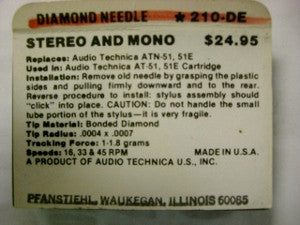 DIAMOND NEEDLE ★ 210-DE
STEREO AND MONO $24.95
Replaces: Audio Technica ATN-51, 51E
Used in: Audio Technica AT-51, 51E Cartridge
Installation: Remove old needle by grasping the plastic
sides and pulling firmly downward and to the rear.
Reverse procedure to install: stylus assembly should
"click" into place. CAUTION: Do not handle the small
tube portion of the stylus—it is very fragile.
Tip Material: Bonded Diamond
Tip Radius: .0004 x .0007
Tracking Force: 1-1.8 grams
Speeds: 16, 33 & 45 RPM MADE IN U.S.A.
A PRODUCT OF AUDIO TECHNICA U.S., INC.
PFANSTIEHL, WAUKEGAN, ILLINOIS 60085